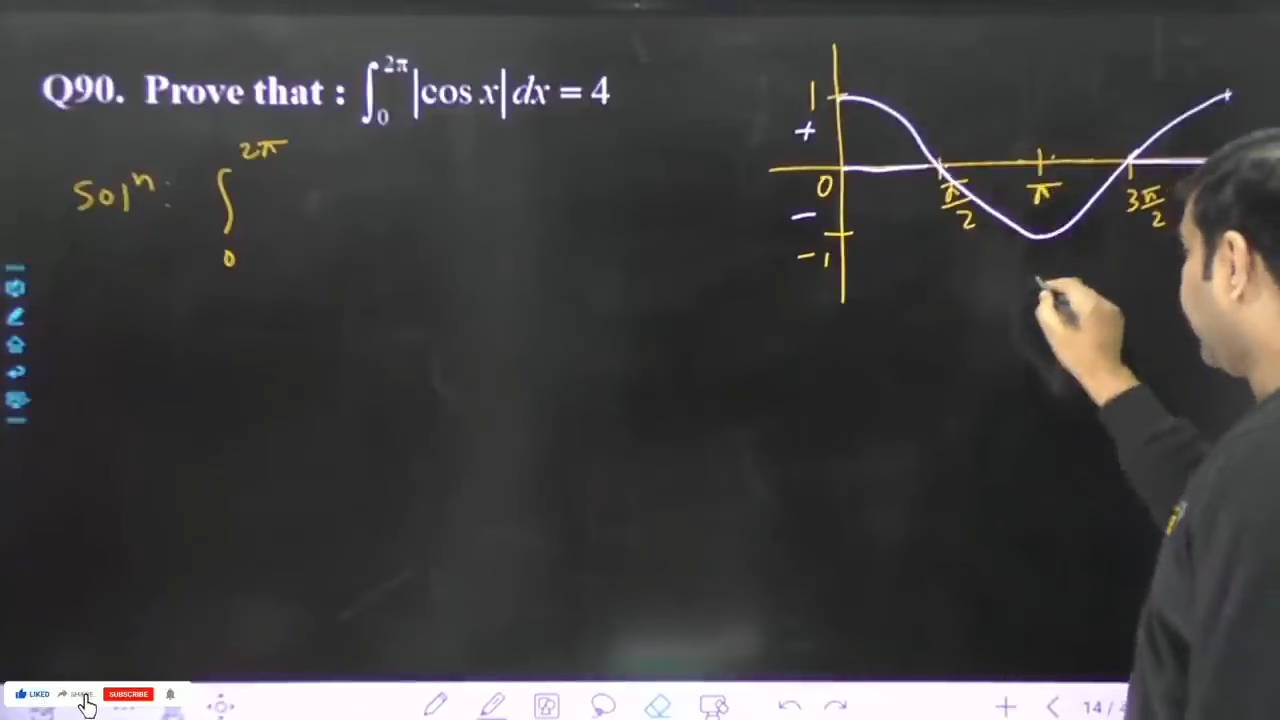 Q90. Prove that : ∫₀^{2π} |cos x| dx = 4
Solⁿ: ∫₀^{2π}
1
+
0
π/2
π
3π/2
−
−1
LIKED
SHARE
SUBSCRIBE
14/4